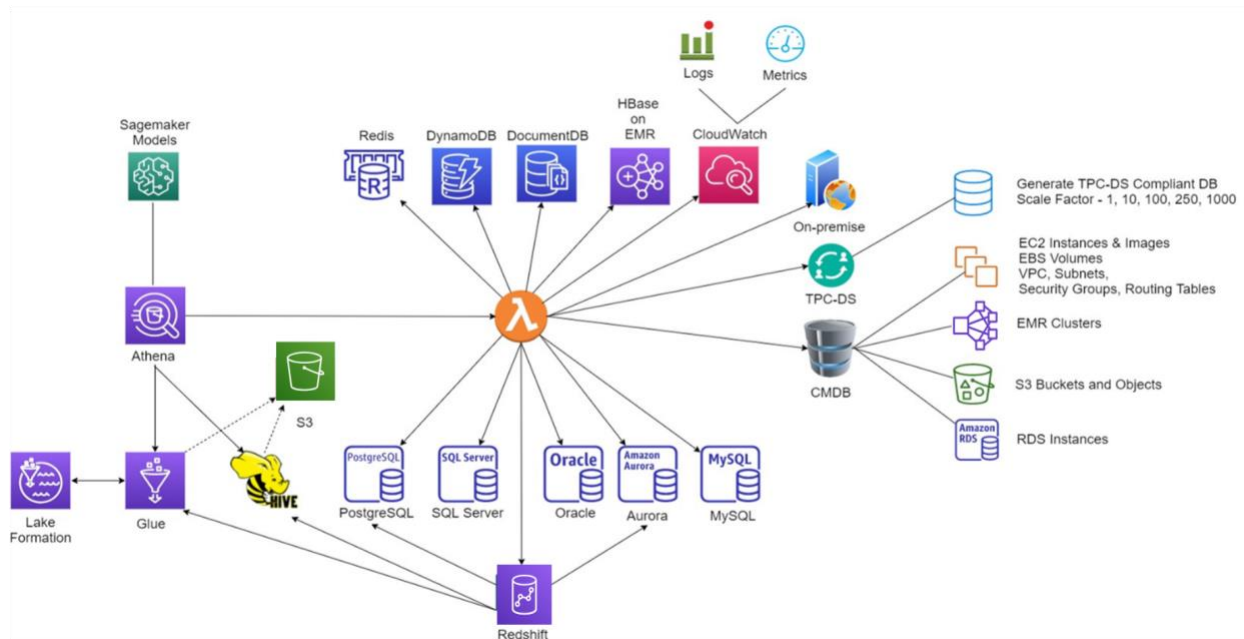 Logs
Metrics
Sagemaker
Models
Redis
DynamoDB
DocumentDB
HBase
on
EMR
CloudWatch
R
On-premise
Generate TPC-DS Compliant DB
Scale Factor - 1, 10, 100, 250, 1000
TPC-DS
EC2 Instances & Images
EBS Volumes
VPC, Subnets,
Security Groups, Routing Tables
λ
Athena
EMR Clusters
CMDB
S3 Buckets and Objects
S3
Amazon
RDS
RDS Instances
PostgreSQL
SQL Server
Oracle
Amazon
Aurora
MySQL
HIVE
PostgreSQL
SQL Server
Oracle
Aurora
MySQL
Lake
Formation
Glue
Redshift